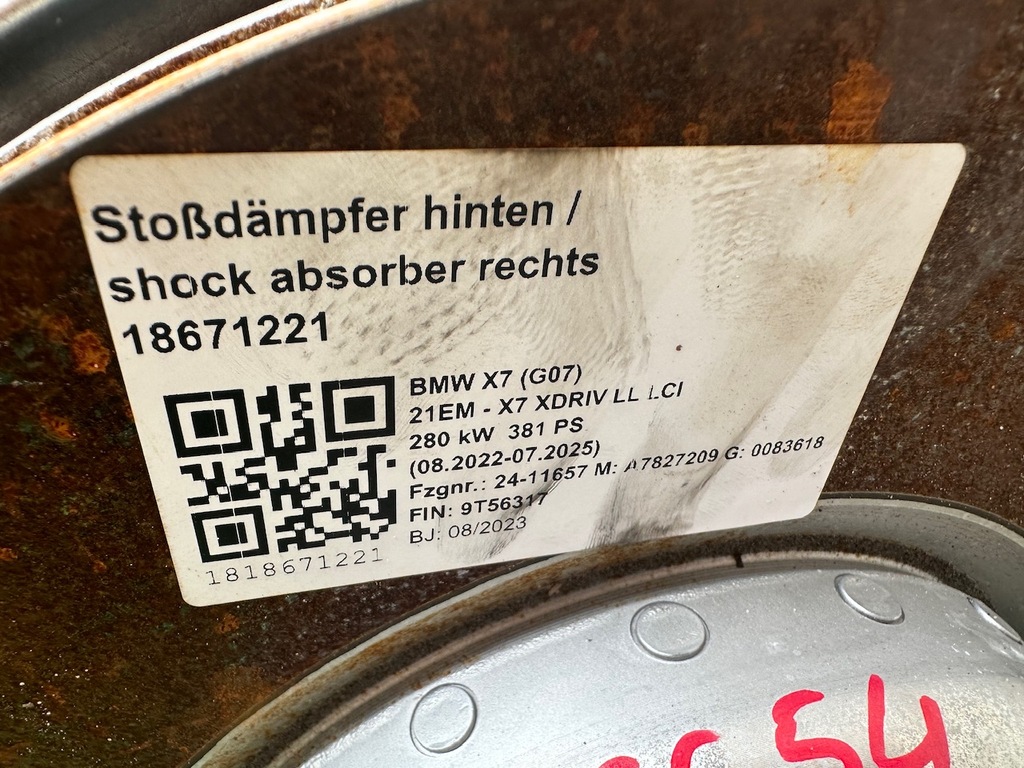 Stoßdämpfer hinten /
shock absorber rechts
18671221
BMW X7 (G07)
21EM - X7 XDRIV LL LCI
280 kW 381 PS
(08.2022-07.2025)
Fzgnr.: 24-11657 M: A7827209 G: 0083618
FIN: 9T56317
BJ: 08/2023
1818671221
54